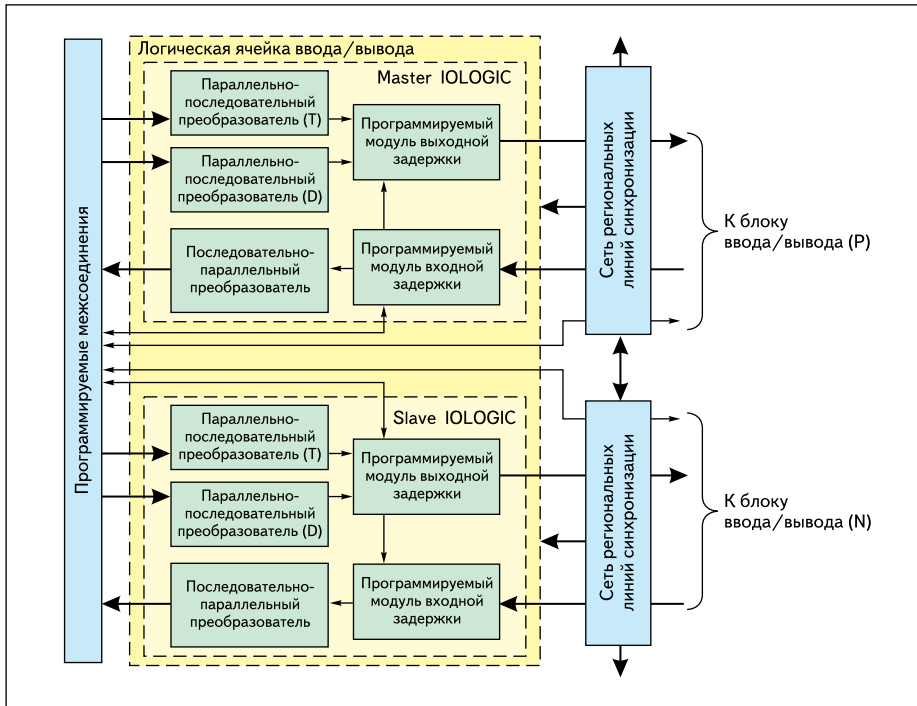 Программируемые межсоединения
Логическая ячейка ввода/вывода
Master IOLOGIC
Параллельно-
последовательный
преобразователь (T)
Параллельно-
последовательный
преобразователь (D)
Последовательно-
параллельный
преобразователь
Программируемый
модуль выходной
задержки
Программируемый
модуль входной
задержки
Сеть региональных
линий синхронизации
К блоку
ввода/вывода (P)
Slave IOLOGIC
Параллельно-
последовательный
преобразователь (T)
Параллельно-
последовательный
преобразователь (D)
Последовательно-
параллельный
преобразователь
Программируемый
модуль выходной
задержки
Программируемый
модуль входной
задержки
Сеть региональных
линий синхронизации
К блоку
ввода/вывода (N)